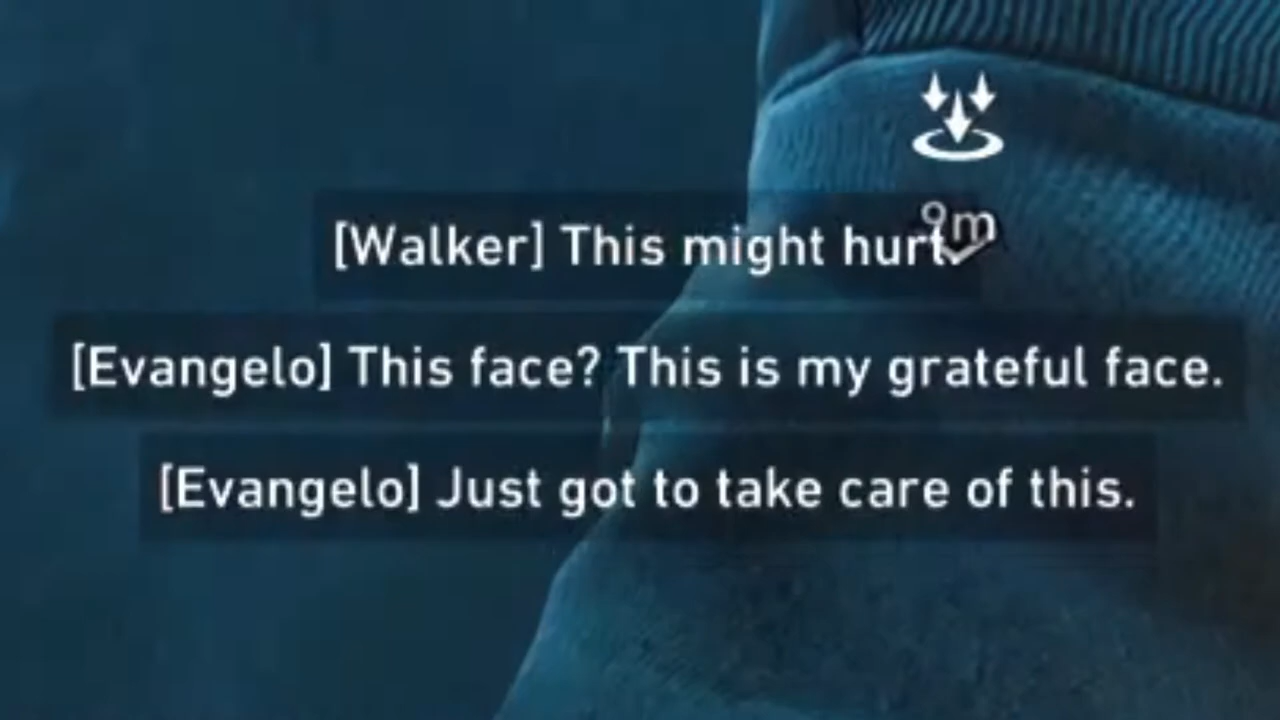 9m
[Walker] This might hurt.
[Evangelo] This face? This is my grateful face.
[Evangelo] Just got to take care of this.